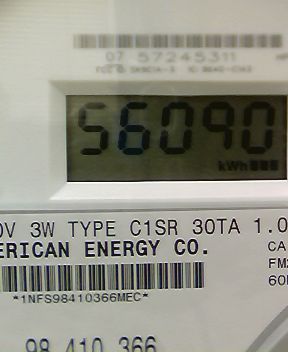 07 57245311
56090
kWh
0V 3W TYPE C1SR 30TA 1.0
ERICAN ENERGY CO.
CA
FM2
60
*1NFS98410366MEC*
98 410 366